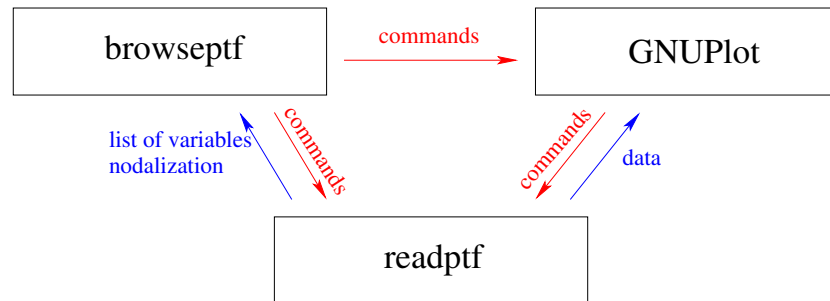 browseptf
commands
GNUPlot
list of variables
nodalization
commands
commands
data
readptf